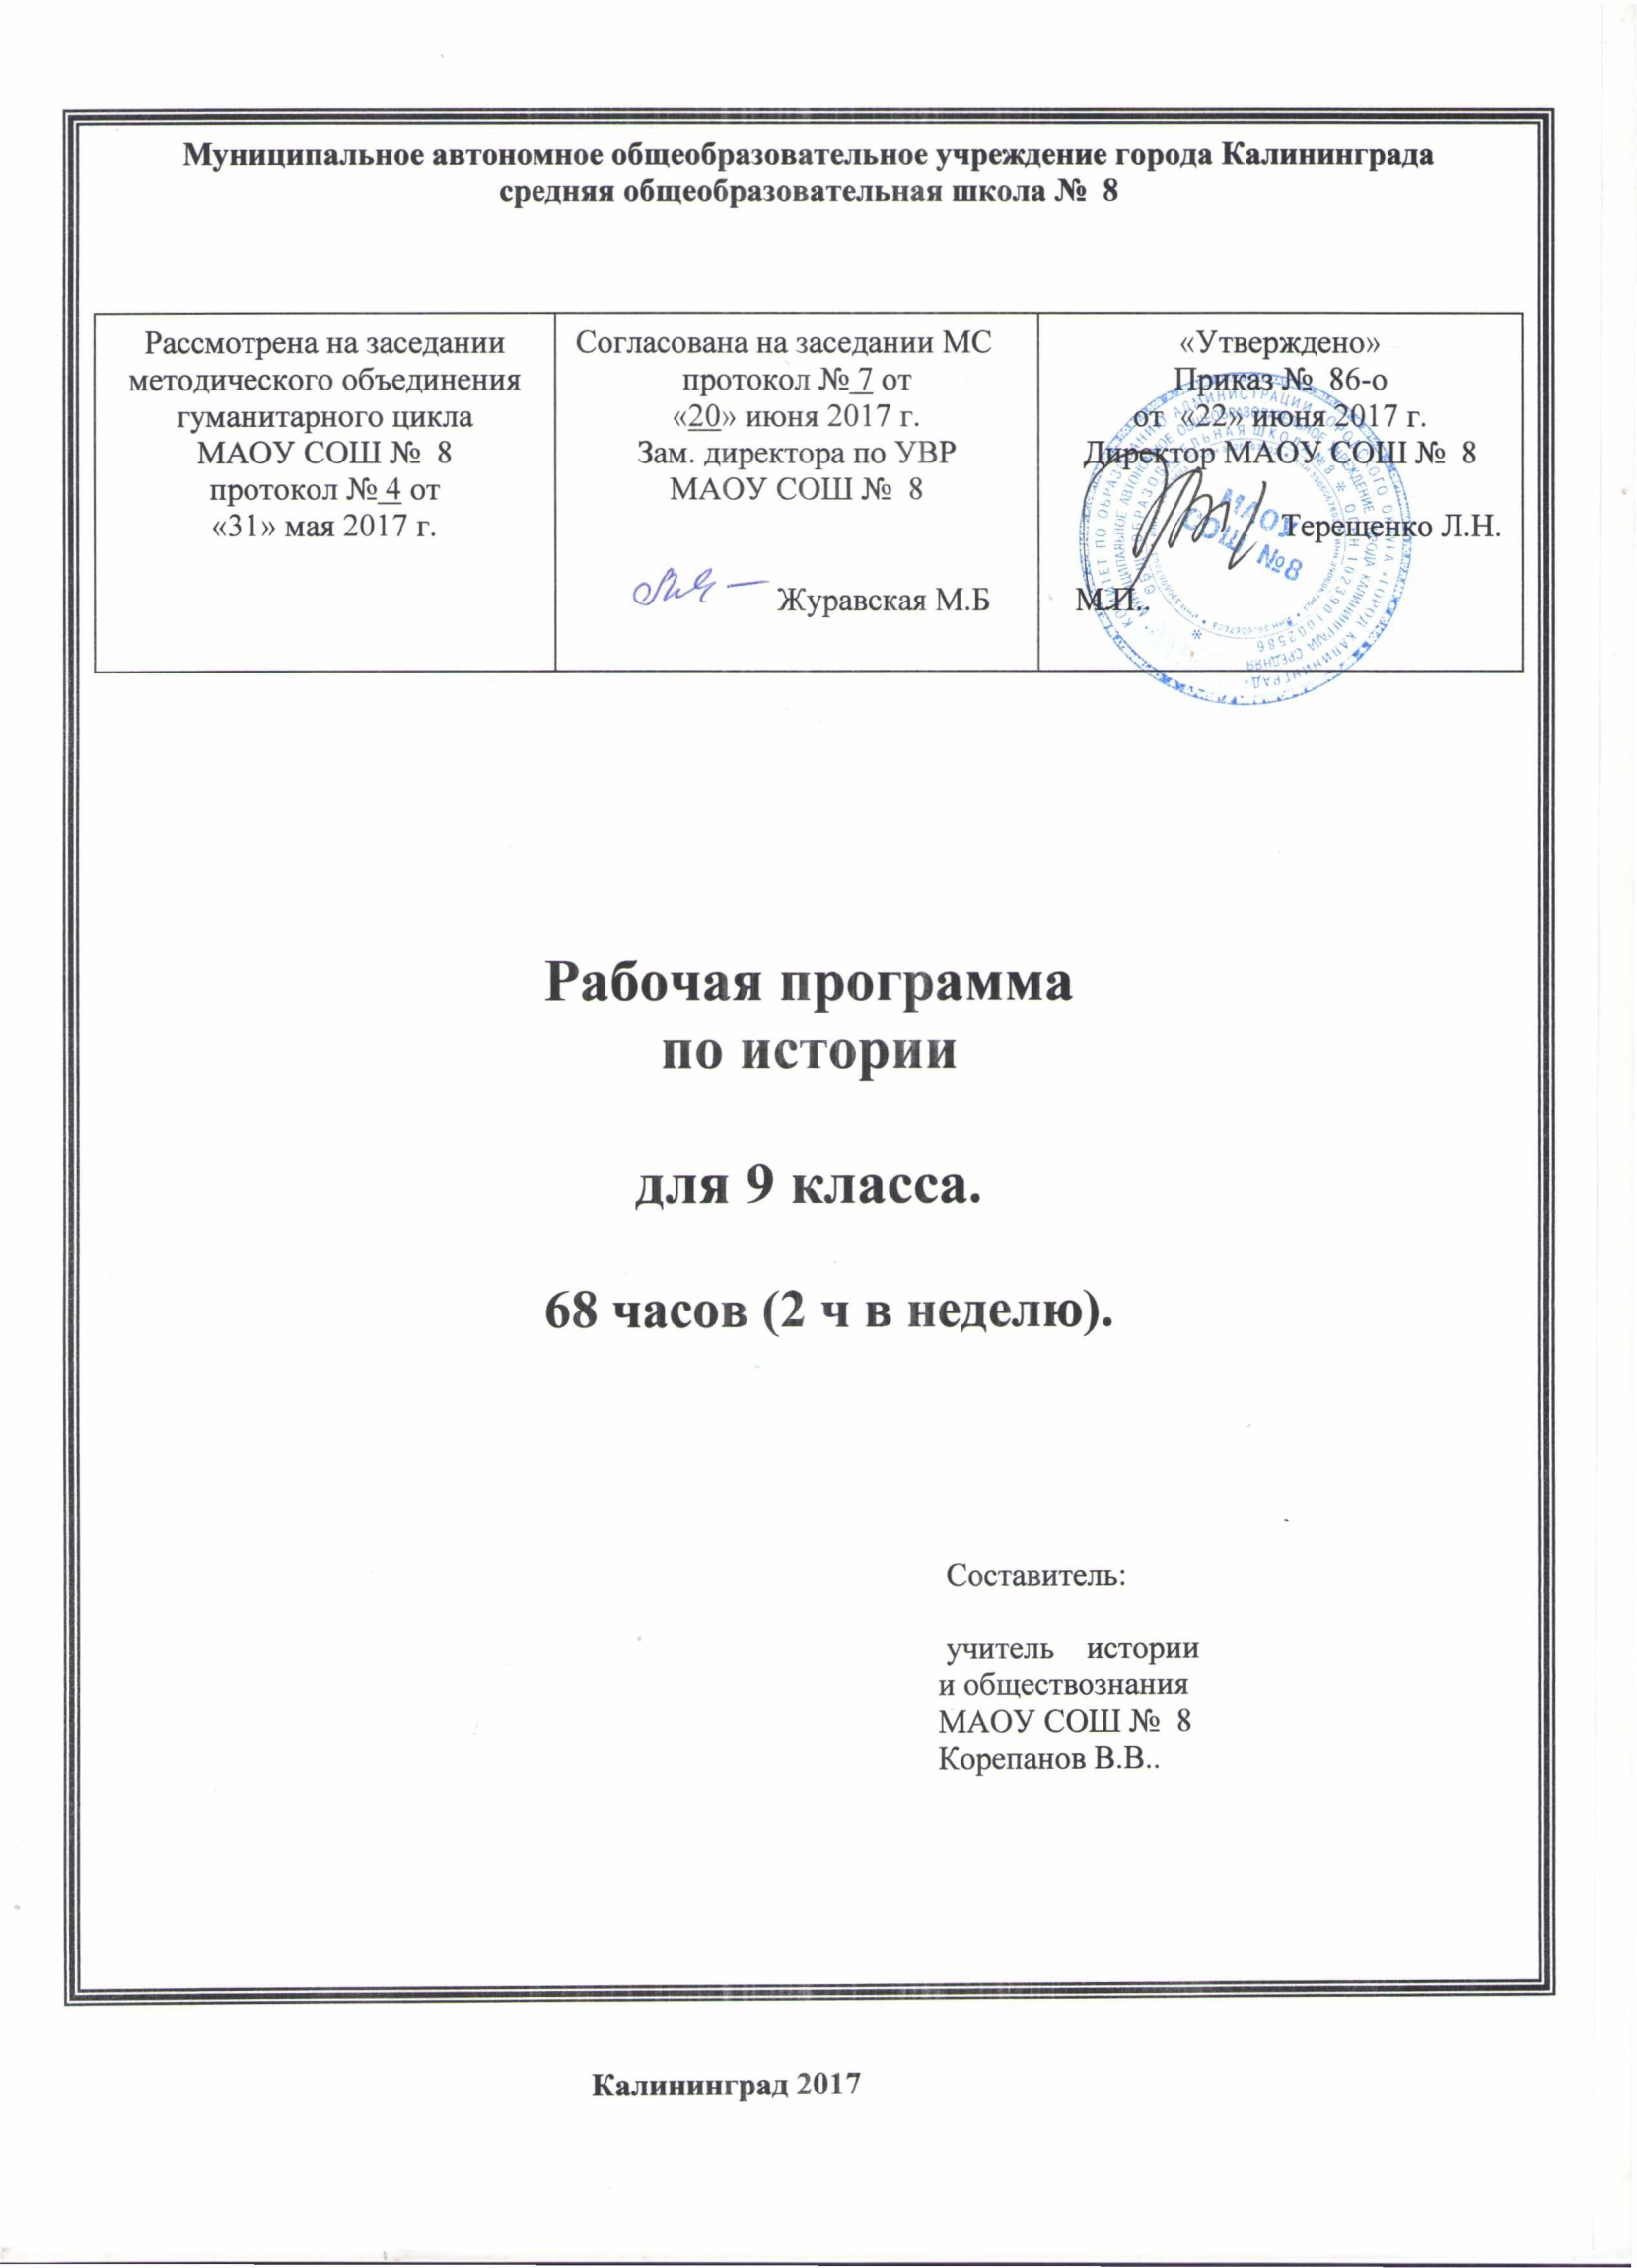 Муниципальное автономное общеобразовательное учреждение города Калининграда
средняя общеобразовательная школа № 8
Рассмотрена на заседании
методического объединения
гуманитарного цикла
МАОУ СОШ № 8
протокол № 4 от
«31» мая 2017 г.
Согласована на заседании МС
протокол № 7 от
«20» июня 2017 г.
Зам. директора по УВР
МАОУ СОШ № 8
Журавская М.Б
«Утверждено»
Приказ № 86-о
от «22» июня 2017 г.
Директор МАОУ СОШ № 8
Терещенко Л.Н.
М.П..
МАОУ
СОШ №8
Рабочая программа
по истории
для 9 класса.
68 часов (2 ч в неделю).
Составитель:
учитель истории
и обществознания
МАОУ СОШ № 8
Корепанов В.В..
Калининград 2017